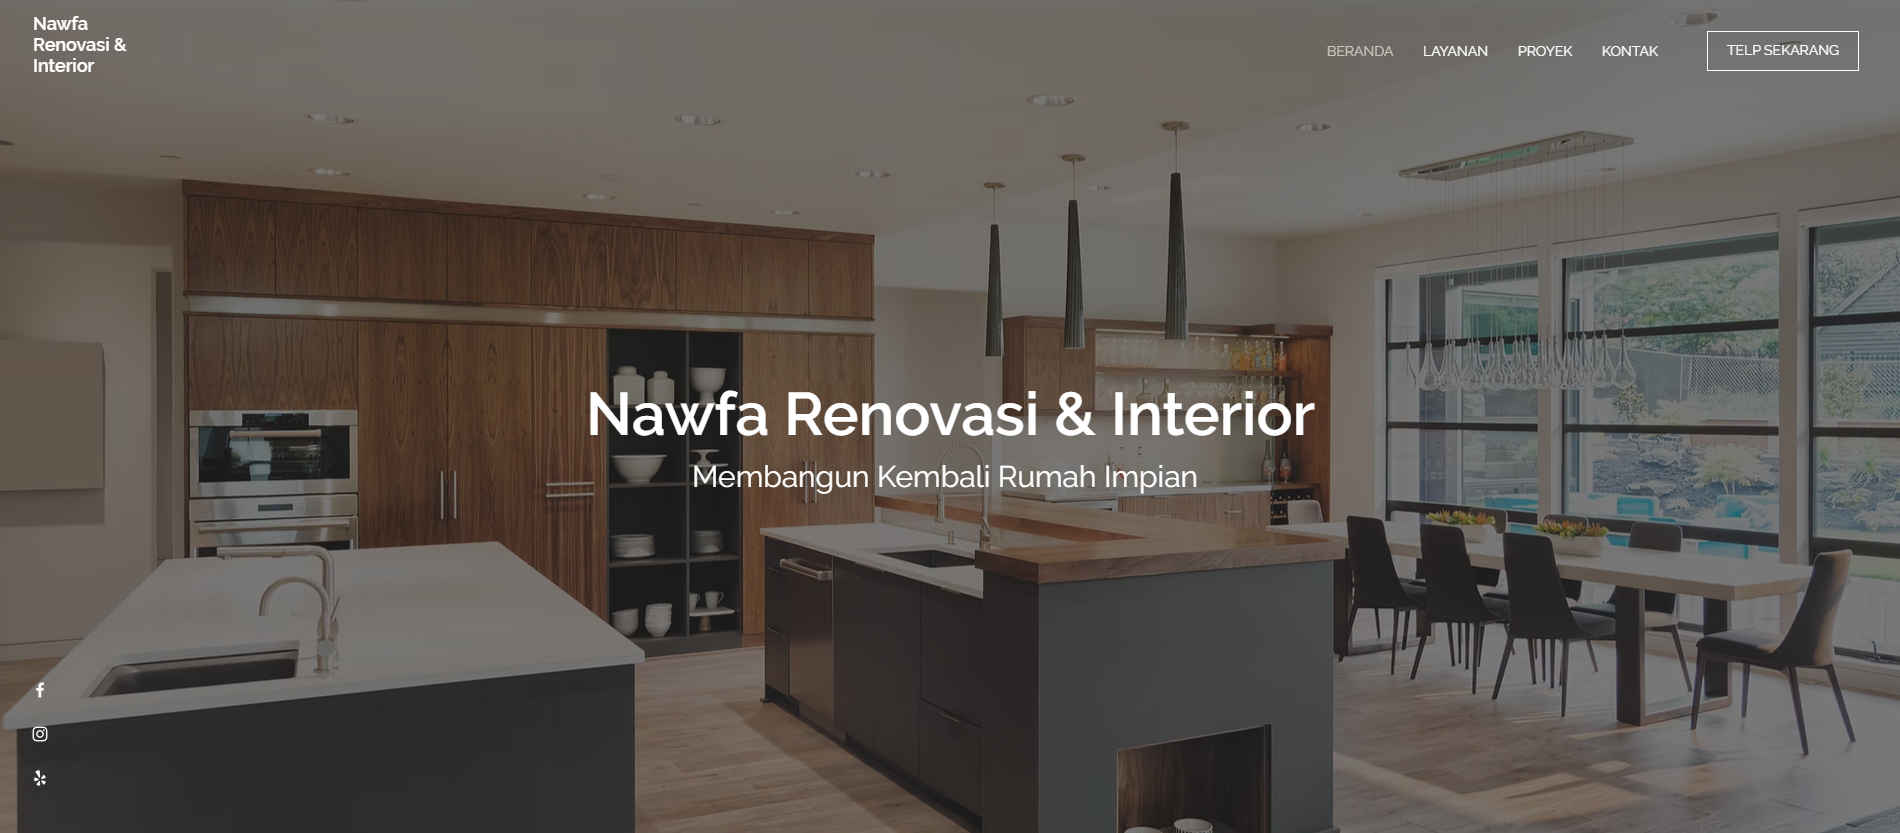 Nawfa
Renovasi &
Interior
BERANDA
LAYANAN
PROYEK
KONTAK
TELP SEKARANG
Nawfa Renovasi & Interior
Membangun Kembali Rumah Impian